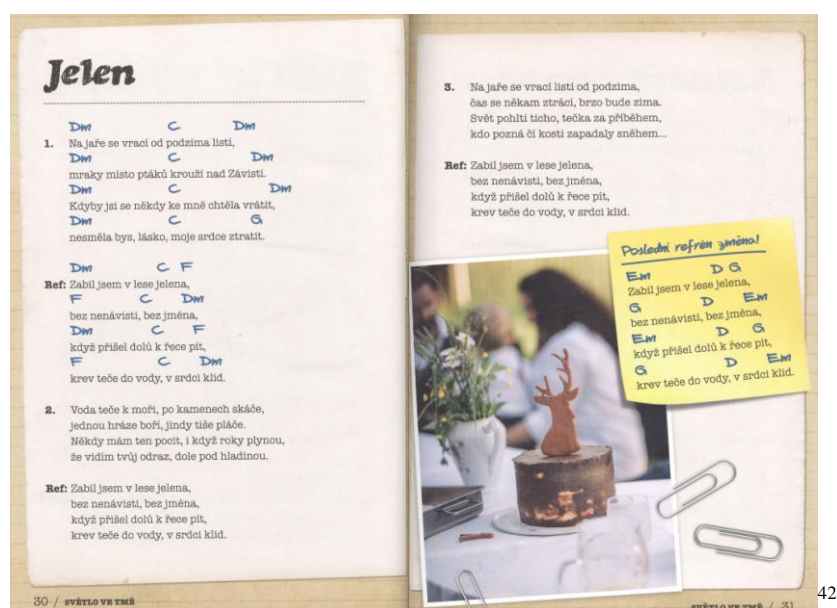 Jelen
Dm C Dm
1. Na jaře se vrací od podzima listí,
Dm C Dm
mraky místo ptáků krouží nad Závistí.
Dm C Dm
Kdyby jsi se někdy ke mně chtěla vrátit,
Dm C G
nesměla bys, lásko, moje srdce ztratit.
Dm C F
Ref: Zabil jsem v lese jelena,
F C Dm
bez nenávisti, bez jména,
Dm C F
když přišel dolů k řece pít,
F C Dm
krev teče do vody, v srdci klid.
2. Voda teče k moři, po kamenech skáče,
jednou hráze boří, jindy tiše pláče.
Někdy mám ten pocit, i když roky plynou,
že vidím tvůj odraz, dole pod hladinou.
Ref: Zabil jsem v lese jelena,
bez nenávisti, bez jména,
když přišel dolů k řece pít,
krev teče do vody, v srdci klid.
30 / SVĚTLO VE TMĚ
3. Na jaře se vrací listí od podzima,
čas se někam ztrácí, brzo bude zima.
Svět pohltí ticho, tečka za příběhem,
kdo pozná čí kosti zapadaly sněhem...
Ref: Zabil jsem v lese jelena,
bez nenávisti, bez jména,
když přišel dolů k řece pít,
krev teče do vody, v srdci klid.
Poslední refrén změna!
Em D G
Zabil jsem v lese jelena,
G D Em
bez nenávisti, bez jména,
Em D G
když přišel dolů k řece pít,
G D Em
krev teče do vody, v srdci klid.
SVĚTLO VE TMĚ / 31
42